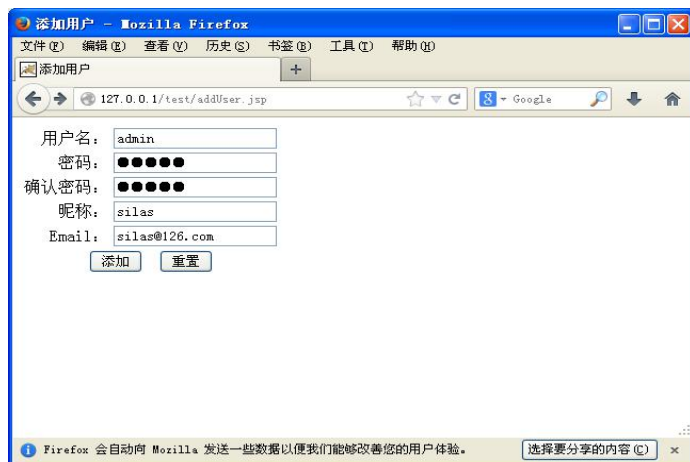 添加用户 - Mozilla Firefox
文件(F) 编辑(E) 查看(V) 历史(S) 书签(B) 工具(T) 帮助(H)
添加用户 +
127.0.0.1/test/addUser.jsp Google
用户名: admin
密码: ●●●●●
确认密码: ●●●●●
昵称: silas
Email: silas@126.com
添加 重置
Firefox 会自动向 Mozilla 发送一些数据以便我们能够改善您的用户体验。 选择要分享的内容(C) ×